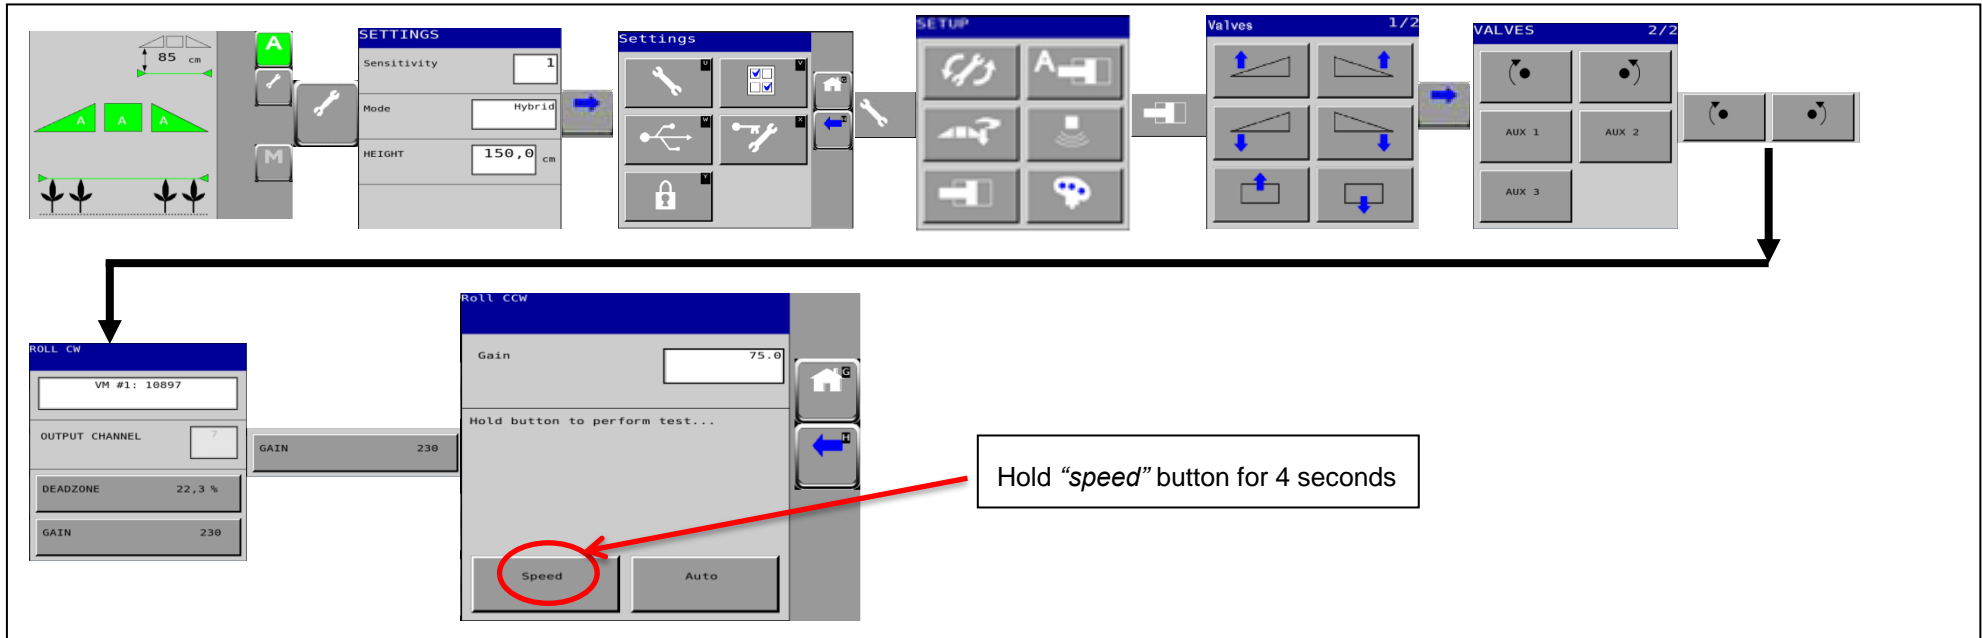 85 cm
A
A A A
M
SETTINGS
Sensitivity 1
Mode Hybrid
HEIGHT 150,0 cm
Settings
U V
W X
Y
G
H
SETUP
A
Valves 1/2
VALVES 2/2
AUX 1 AUX 2
AUX 3
ROLL CW
VM #1: 10897
OUTPUT CHANNEL 7
DEADZONE 22,3 %
GAIN 230
GAIN 230
Roll CCW
Gain 75.0
Hold button to perform test...
Speed Auto
G
H
Hold “speed” button for 4 seconds